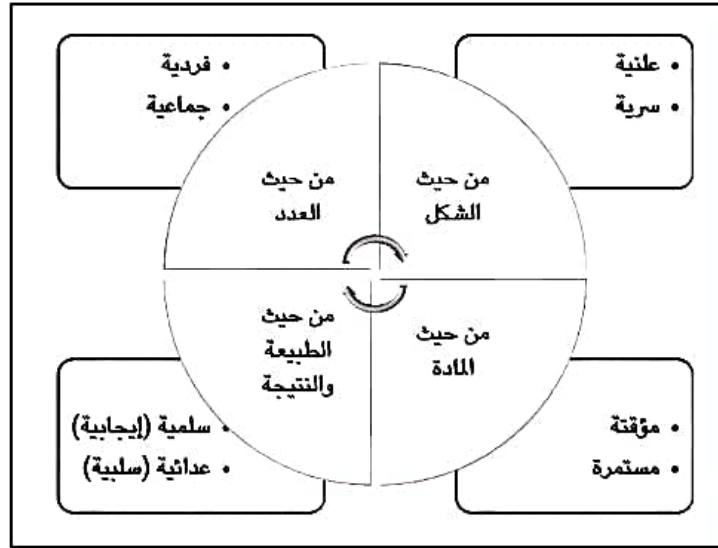 علنية
سرية
من حيث
الشكل
فردية
جماعية
من حيث
العدد
من حيث
المادة
مؤقتة
مستمرة
من حيث
الطبيعة
والنتيجة
سلمية (إيجابية)
عدائية (سلبية)